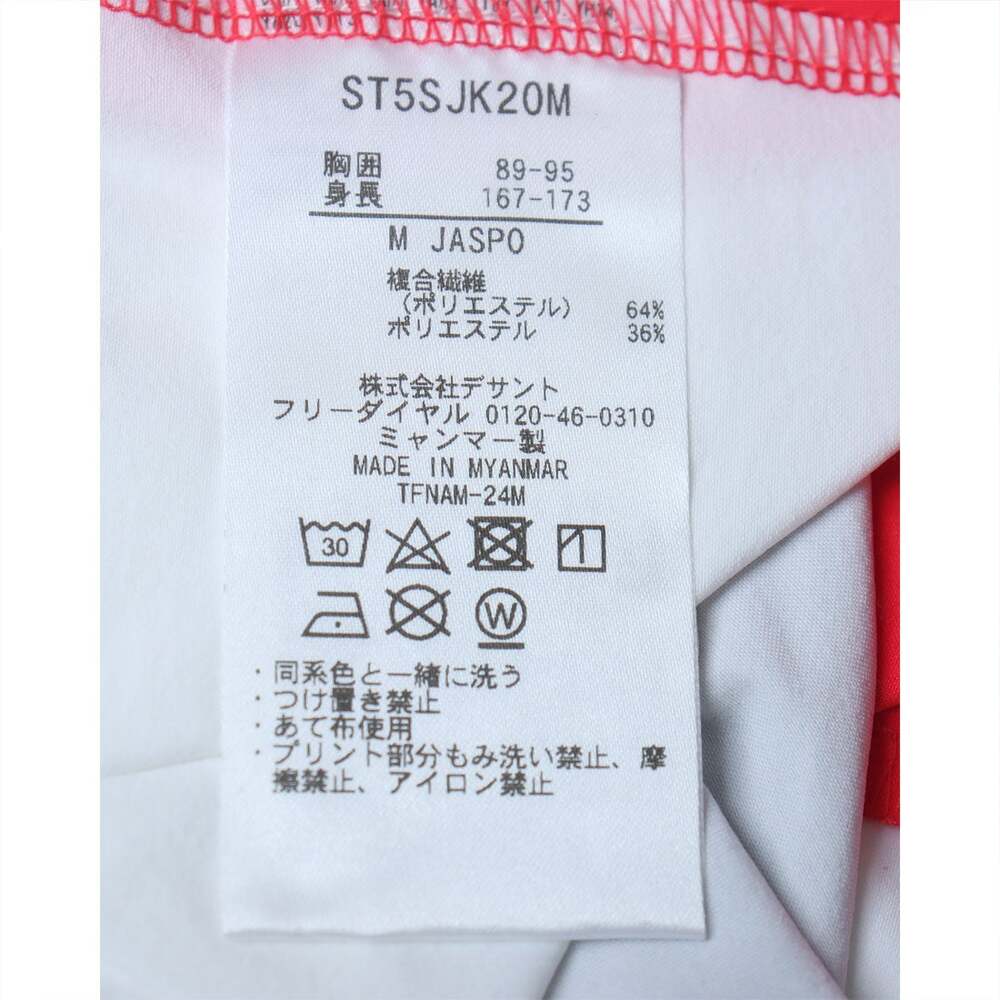 ST5SJK20M
胸囲 89-95
身長 167-173
M JASPO
複合繊維
(ポリエステル) 64%
ポリエステル 36%
株式会社デサント
フリーダイヤル 0120-46-0310
ミャンマー製
MADE IN MYANMAR
TFNAM-24M
30
1
W
・同系色と一緒に洗う
・つけ置き禁止
・あて布使用
・プリント部分もみ洗い禁止、摩
擦禁止、アイロン禁止